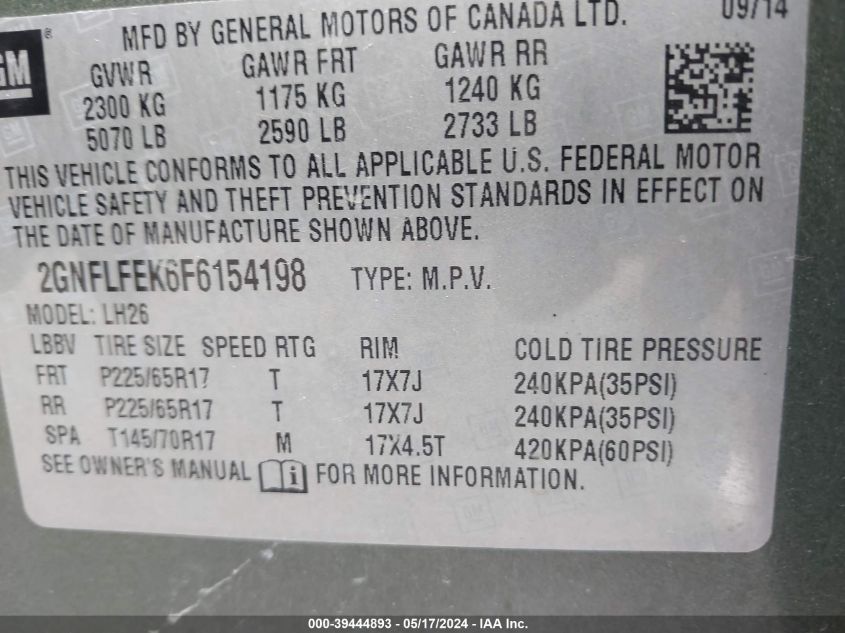 GM ®
MFD BY GENERAL MOTORS OF CANADA LTD. 09/14
GVWR GAWR FRT GAWR RR
2300 KG 1175 KG 1240 KG
5070 LB 2590 LB 2733 LB
THIS VEHICLE CONFORMS TO ALL APPLICABLE U.S. FEDERAL MOTOR
VEHICLE SAFETY AND THEFT PREVENTION STANDARDS IN EFFECT ON
THE DATE OF MANUFACTURE SHOWN ABOVE.
2GNFLFEK6F6154198 TYPE: M.P.V.
MODEL: LH26
LBBV TIRE SIZE SPEED RTG RIM COLD TIRE PRESSURE
FRT P225/65R17 T 17X7J 240KPA(35PSI)
RR P225/65R17 T 17X7J 240KPA(35PSI)
SPA T145/70R17 M 17X4.5T 420KPA(60PSI)
SEE OWNER'S MANUAL i FOR MORE INFORMATION.
000-39444893 / 05/17/2024 - IAA Inc.